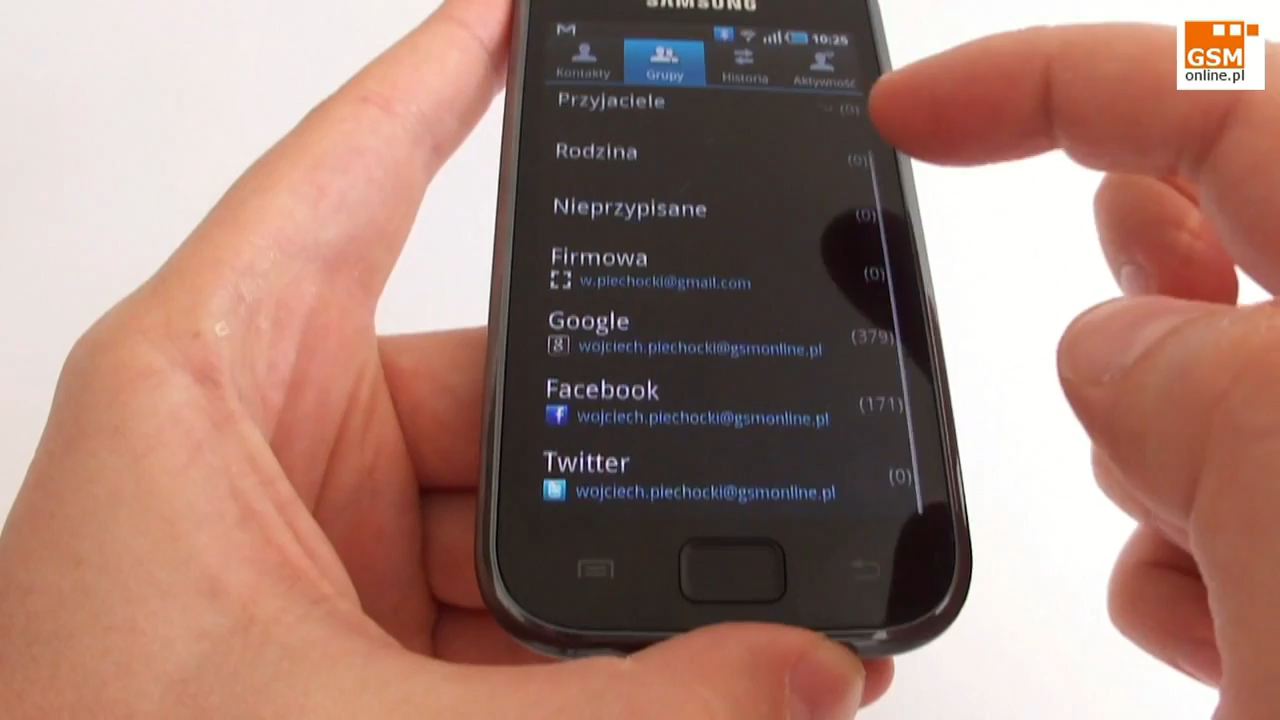 SAMSUNG
10:25
Kontakty Grupy Historia Aktywność
Przyjaciele (0)
Rodzina (0)
Nieprzypisane (0)
Firmowa (0)
w.piechocki@gmail.com
Google (379)
wojciech.piechocki@gsmonline.pl
Facebook (171)
wojciech.piechocki@gsmonline.pl
Twitter (0)
wojciech.piechocki@gsmonline.pl
GSM
online.pl